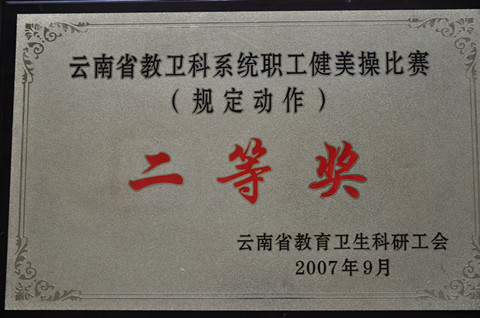 云南省教卫科系统职工健美操比赛
（规定动作）
二等奖
云南省教育卫生科研工会
2007年9月